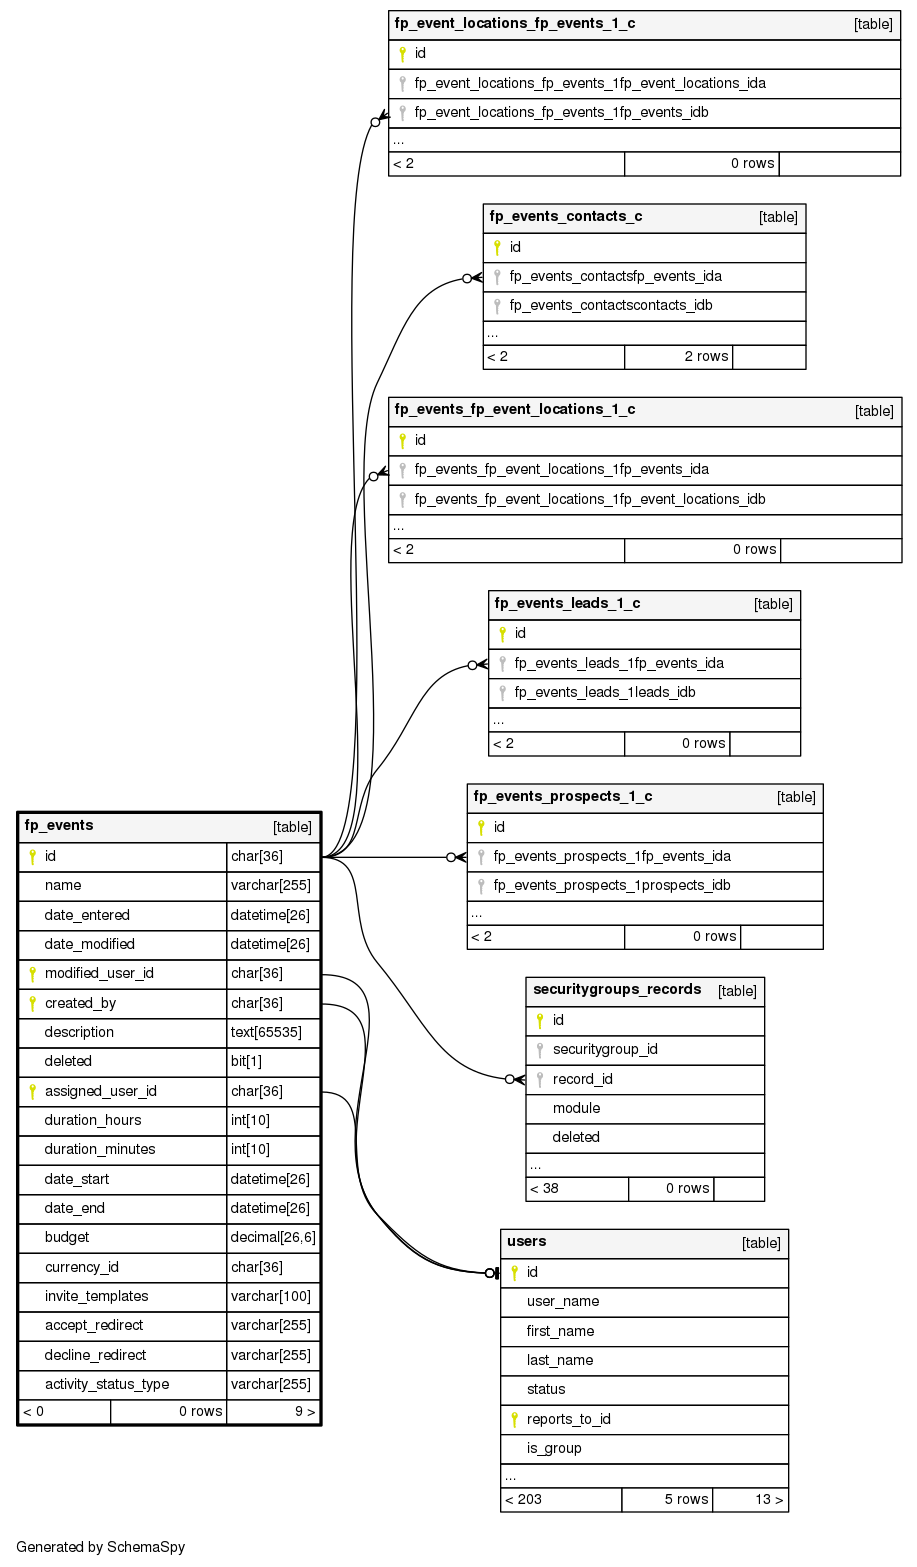 fp_event_locations_fp_events_1_c [table]
id
fp_event_locations_fp_events_1fp_event_locations_ida
fp_event_locations_fp_events_1fp_events_idb
...
< 2 0 rows
fp_events_contacts_c [table]
id
fp_events_contactsfp_events_ida
fp_events_contactscontacts_idb
...
< 2 2 rows
fp_events_fp_event_locations_1_c [table]
id
fp_events_fp_event_locations_1fp_events_ida
fp_events_fp_event_locations_1fp_event_locations_idb
...
< 2 0 rows
fp_events_leads_1_c [table]
id
fp_events_leads_1fp_events_ida
fp_events_leads_1leads_idb
...
< 2 0 rows
fp_events_prospects_1_c [table]
id
fp_events_prospects_1fp_events_ida
fp_events_prospects_1prospects_idb
...
< 2 0 rows
fp_events [table]
id char[36]
name varchar[255]
date_entered datetime[26]
date_modified datetime[26]
modified_user_id char[36]
created_by char[36]
description text[65535]
deleted bit[1]
assigned_user_id char[36]
duration_hours int[10]
duration_minutes int[10]
date_start datetime[26]
date_end datetime[26]
budget decimal[26,6]
currency_id char[36]
invite_templates varchar[100]
accept_redirect varchar[255]
decline_redirect varchar[255]
activity_status_type varchar[255]
< 0 0 rows 9 >
securitygroups_records [table]
id
securitygroup_id
record_id
module
deleted
...
< 38 0 rows
users [table]
id
user_name
first_name
last_name
status
reports_to_id
is_group
...
< 203 5 rows 13 >
Generated by SchemaSpy